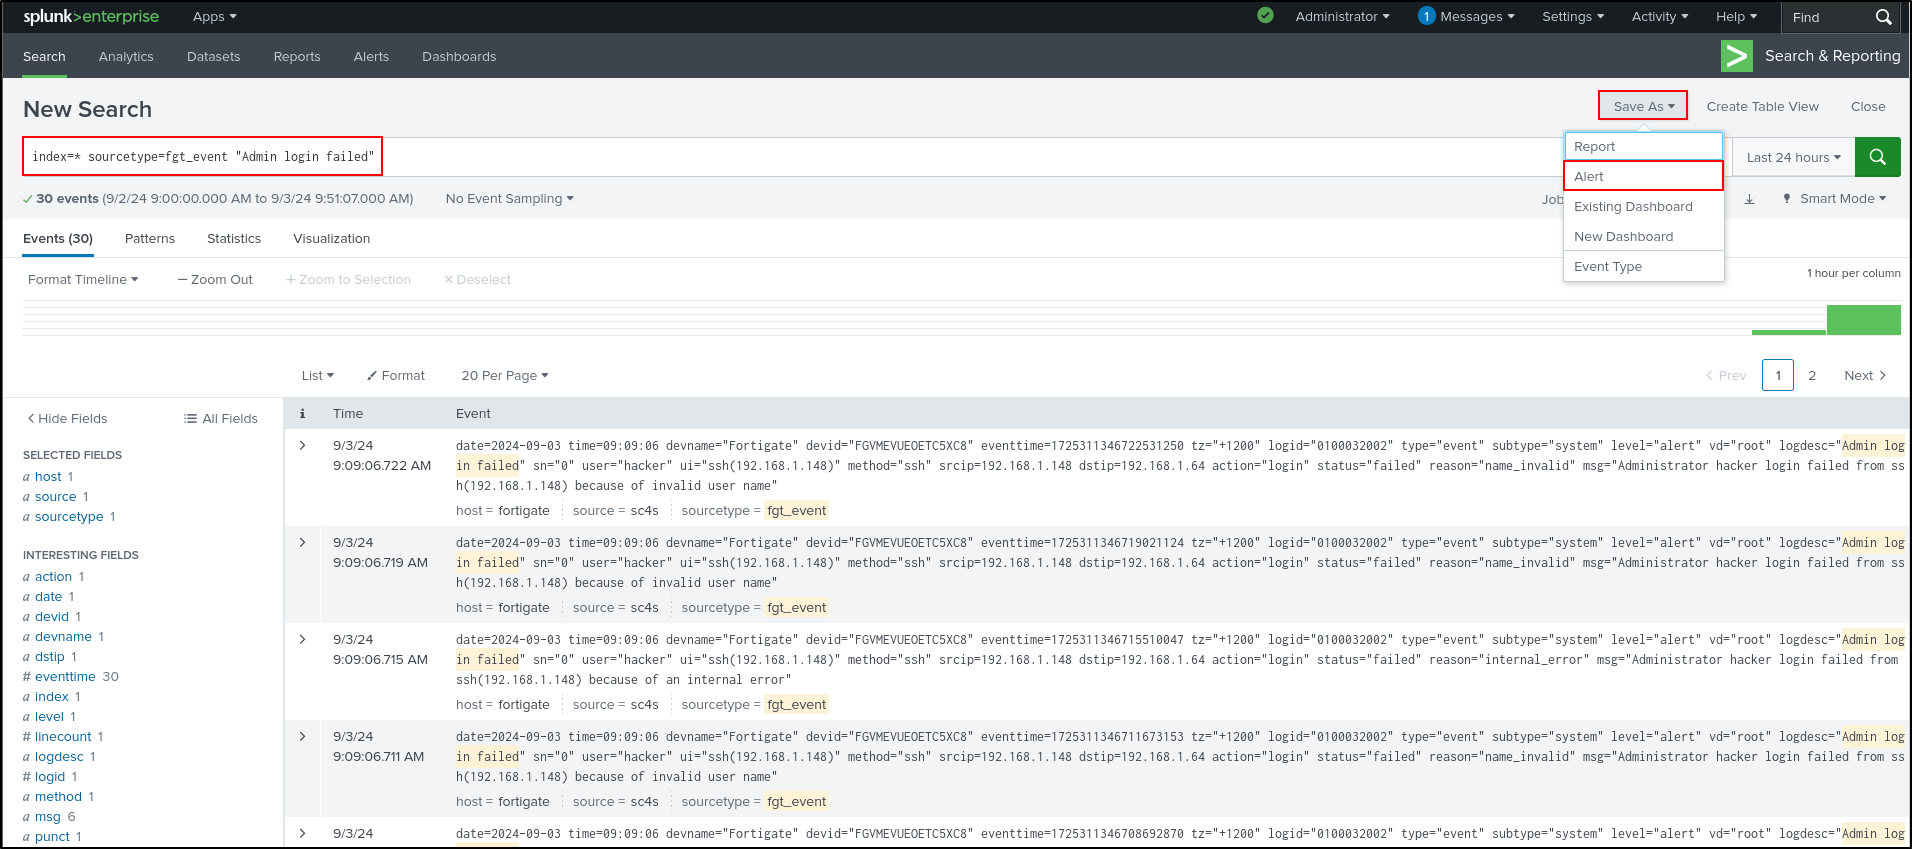 splunk>enterprise Apps Administrator 1 Messages Settings Activity Help Find
Search Analytics Datasets Reports Alerts Dashboards Search & Reporting
New Search Save As Create Table View Close
index=* sourcetype=fgt_event "Admin login failed" Last 24 hours
Report
Alert
Existing Dashboard
New Dashboard
Event Type
30 events (9/2/24 9:00:00.000 AM to 9/3/24 9:51:07.000 AM) No Event Sampling Job Smart Mode
Events (30) Patterns Statistics Visualization
Format Timeline Zoom Out Zoom to Selection Deselect 1 hour per column
List Format 20 Per Page Prev 1 2 Next
Hide Fields All Fields
SELECTED FIELDS
a host 1
a source 1
a sourcetype 1
INTERESTING FIELDS
a action 1
a date 1
a devid 1
a devname 1
a dstip 1
# eventtime 30
a index 1
a level 1
# linecount 1
a logdesc 1
# logid 1
a method 1
a msg 6
a punct 1
i Time Event
9/3/24 date=2024-09-03 time=09:09:06 devname="Fortigate" devid="FGVMEVUEOETC5XC8" eventtime=1725311346722531250 tz="+1200" logid="0100032002" type="event" subtype="system" level="alert" vd="root" logdesc="Admin log
9:09:06.722 AM in failed" sn="0" user="hacker" ui="ssh(192.168.1.148)" method="ssh" srcip=192.168.1.148 dstip=192.168.1.64 action="login" status="failed" reason="name_invalid" msg="Administrator hacker login failed from ss
h(192.168.1.148) because of invalid user name"
host = fortigate source = sc4s sourcetype = fgt_event
9/3/24 date=2024-09-03 time=09:09:06 devname="Fortigate" devid="FGVMEVUEOETC5XC8" eventtime=1725311346719021124 tz="+1200" logid="0100032002" type="event" subtype="system" level="alert" vd="root" logdesc="Admin log
9:09:06.719 AM in failed" sn="0" user="hacker" ui="ssh(192.168.1.148)" method="ssh" srcip=192.168.1.148 dstip=192.168.1.64 action="login" status="failed" reason="name_invalid" msg="Administrator hacker login failed from ss
h(192.168.1.148) because of invalid user name"
host = fortigate source = sc4s sourcetype = fgt_event
9/3/24 date=2024-09-03 time=09:09:06 devname="Fortigate" devid="FGVMEVUEOETC5XC8" eventtime=1725311346715510047 tz="+1200" logid="0100032002" type="event" subtype="system" level="alert" vd="root" logdesc="Admin log
9:09:06.715 AM in failed" sn="0" user="hacker" ui="ssh(192.168.1.148)" method="ssh" srcip=192.168.1.148 dstip=192.168.1.64 action="login" status="failed" reason="internal_error" msg="Administrator hacker login failed from
ssh(192.168.1.148) because of an internal error"
host = fortigate source = sc4s sourcetype = fgt_event
9/3/24 date=2024-09-03 time=09:09:06 devname="Fortigate" devid="FGVMEVUEOETC5XC8" eventtime=1725311346711673153 tz="+1200" logid="0100032002" type="event" subtype="system" level="alert" vd="root" logdesc="Admin log
9:09:06.711 AM in failed" sn="0" user="hacker" ui="ssh(192.168.1.148)" method="ssh" srcip=192.168.1.148 dstip=192.168.1.64 action="login" status="failed" reason="name_invalid" msg="Administrator hacker login failed from ss
h(192.168.1.148) because of invalid user name"
host = fortigate source = sc4s sourcetype = fgt_event
9/3/24 date=2024-09-03 time=09:09:06 devname="Fortigate" devid="FGVMEVUEOETC5XC8" eventtime=1725311346708692870 tz="+1200" logid="0100032002" type="event" subtype="system" level="alert" vd="root" logdesc="Admin log